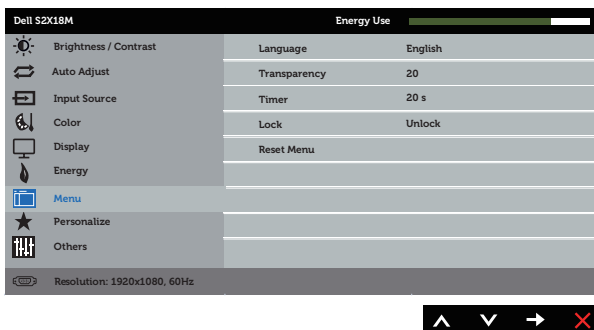 Dell S2X18M Energy Use
Brightness / Contrast Language English
Auto Adjust Transparency 20
Input Source Timer 20 s
Color Lock Unlock
Display Reset Menu
Energy
Menu
Personalize
Others
Resolution: 1920x1080, 60Hz